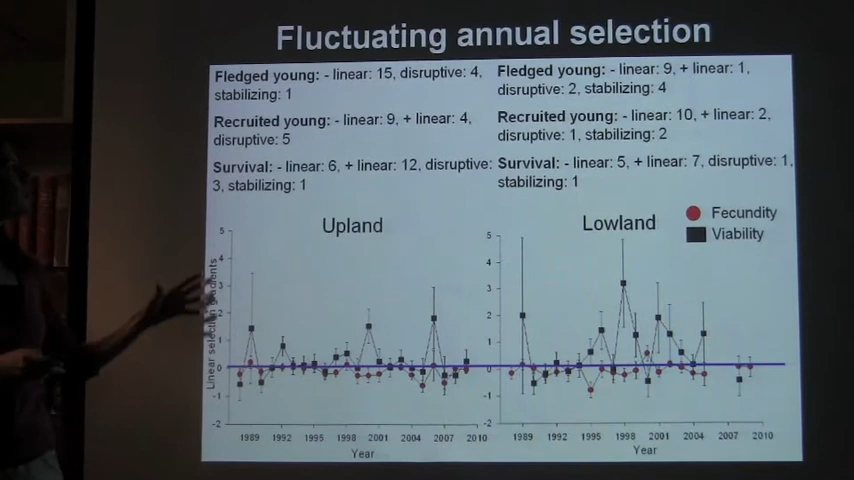 Fluctuating annual selection
Fledged young: - linear: 15, disruptive: 4,
stabilizing: 1
Recruited young: - linear: 9, + linear: 4,
disruptive: 5
Survival: - linear: 6, + linear: 12, disruptive:
3, stabilizing: 1
Fledged young: - linear: 9, + linear: 1,
disruptive: 2, stabilizing: 4
Recruited young: - linear: 10, + linear: 2,
disruptive: 1, stabilizing: 2
Survival: - linear: 5, + linear: 7, disruptive: 1,
stabilizing: 1
Upland
Linear selection gradients
5
4
3
2
1
0
-1
-2
1989 1992 1995 1998 2001 2004 2007 2010
Year
Lowland
Fecundity
Viability
5
4
3
2
1
0
-1
-2
1989 1992 1995 1998 2001 2004 2007 2010
Year